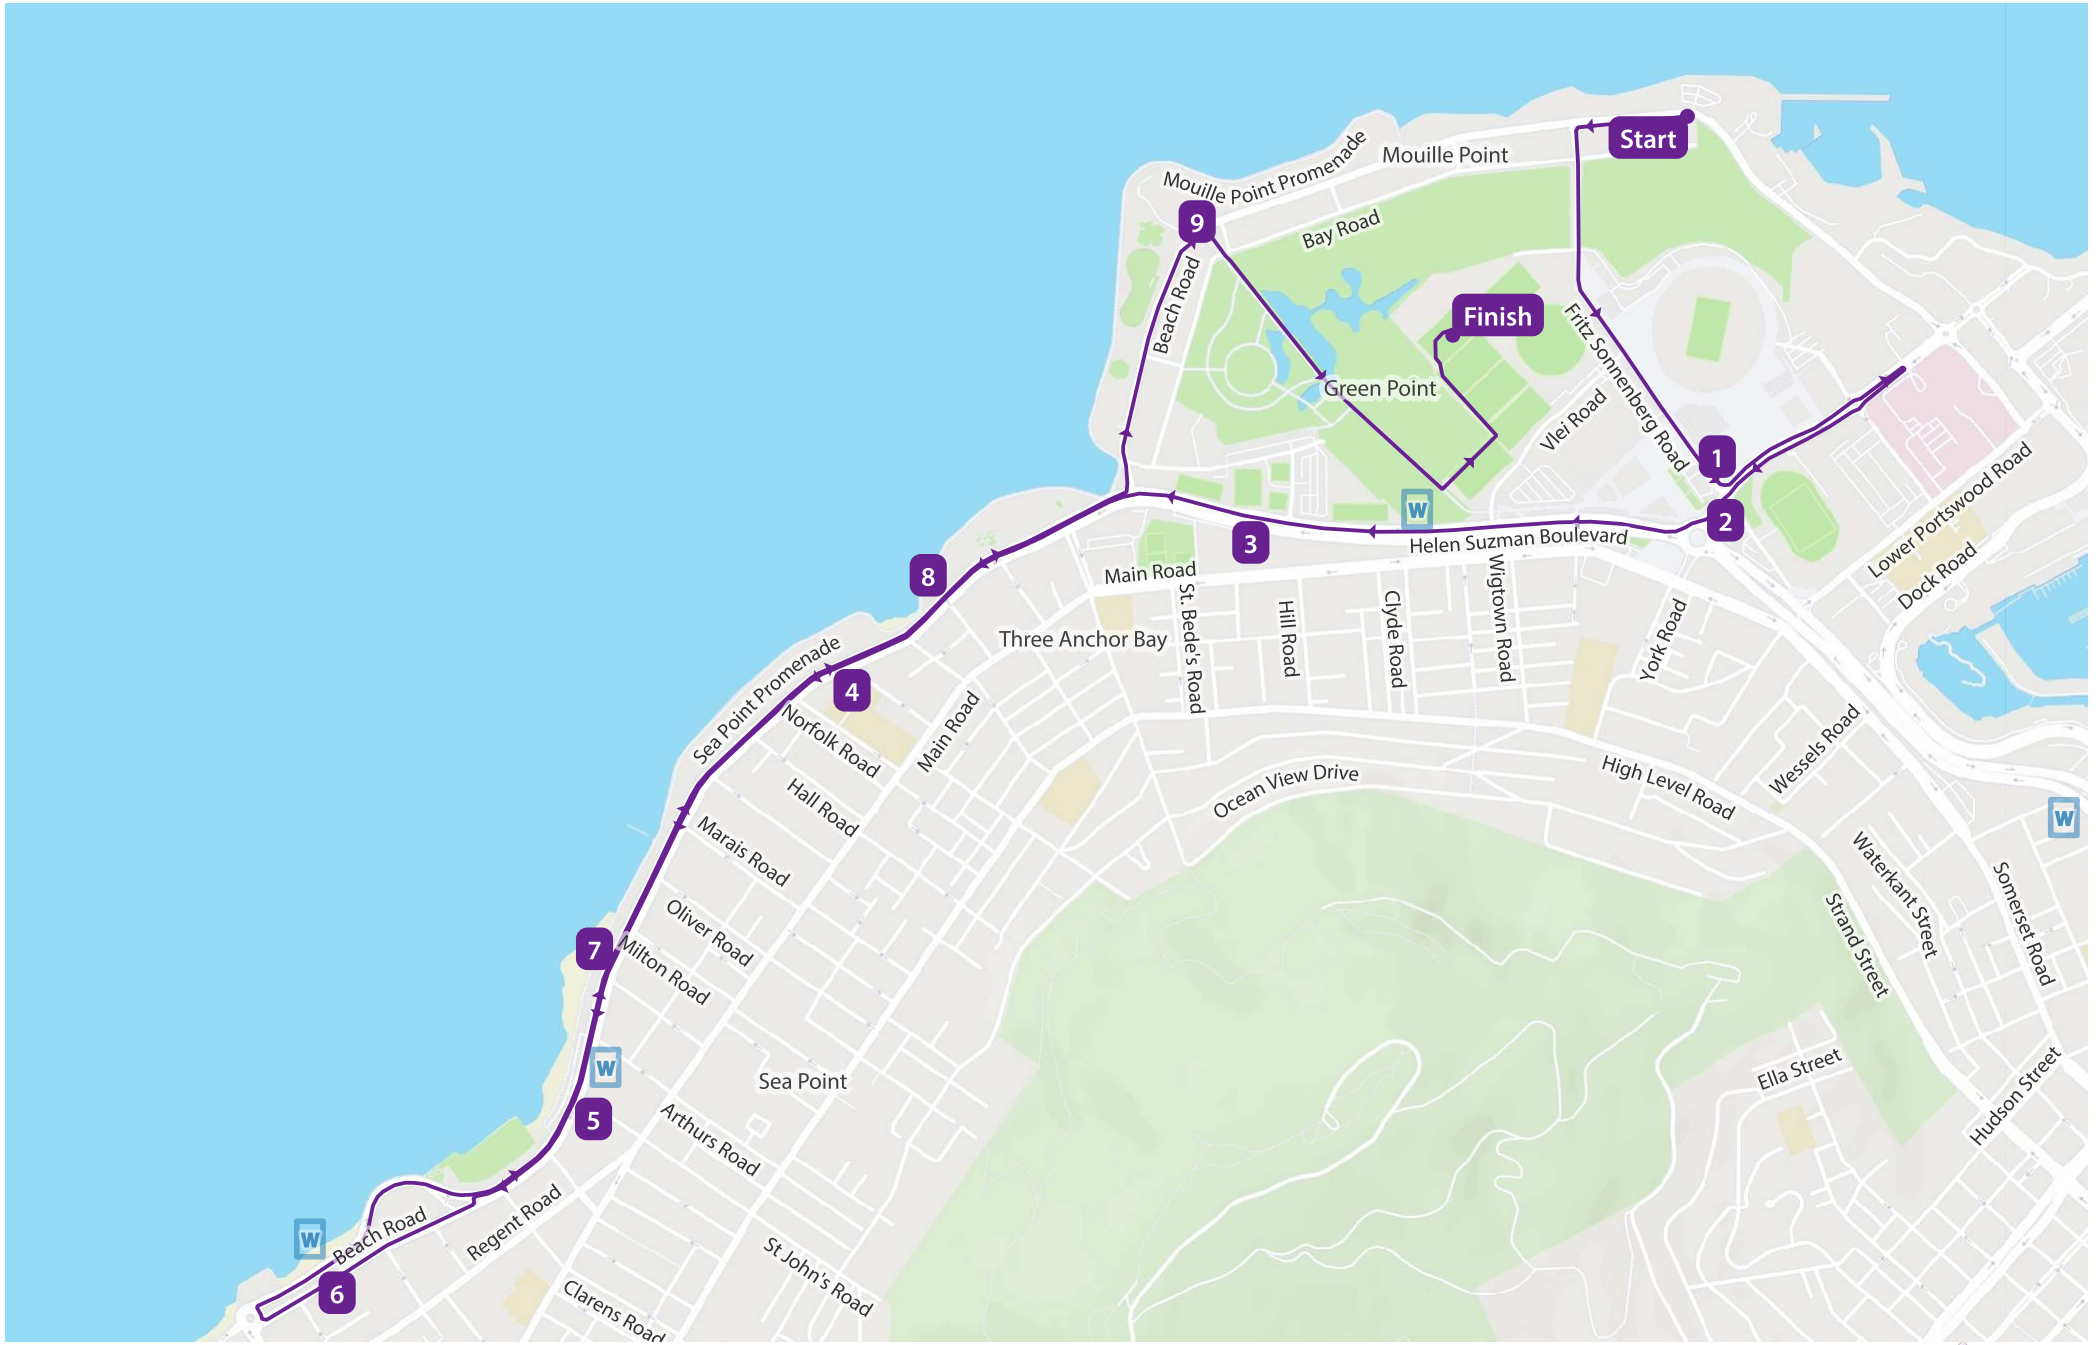 Start
Mouille Point Promenade
Mouille Point
9
Bay Road
Beach Road
Finish
Fritz Sonnenberg Road
Green Point
Vlei Road
1
Lower Portswood Road
W
2
3
Helen Suzman Boulevard
Dock Road
8
Main Road
St. Bede's Road
Hill Road
Clyde Road
Wigtown Road
York Road
Three Anchor Bay
Sea Point Promenade
4
Norfolk Road
Main Road
Wessels Road
High Level Road
Ocean View Drive
Hall Road
W
Marais Road
Waterkant Street
Somerset Road
Oliver Road
Strand Street
7
Milton Road
W
Sea Point
Ella Street
Hudson Street
5
Arthurs Road
Regent Road
Beach Road
W
6
St John's Road
Clarens Road